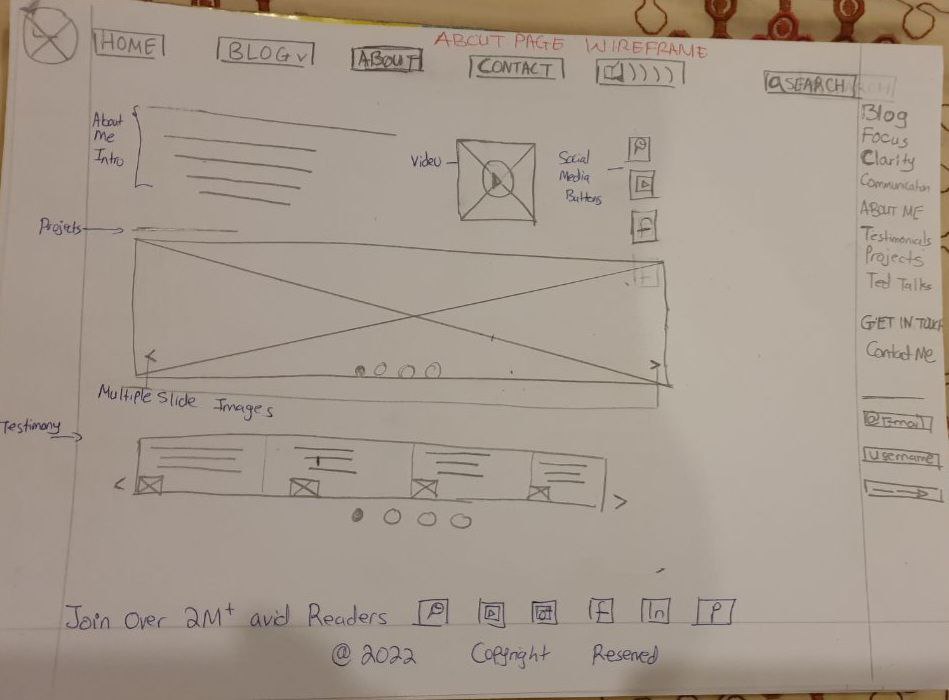 ABOUT PAGE WIREFRAME
HOME
BLOG v
ABOUT
CONTACT
SEARCH
About
Me
Intro
Video
Social
Media
Buttons
f
Projects
Multiple Slide Images
Testimony
Blog
Focus
Clarity
Communication
ABOUT ME
Testimonials
Projects
Ted Talks
GET IN TOUCH
Contact Me
@ Email
Username
Join Over 2M+ avid Readers
f
In
P
@ 2022 Copyright Reserved